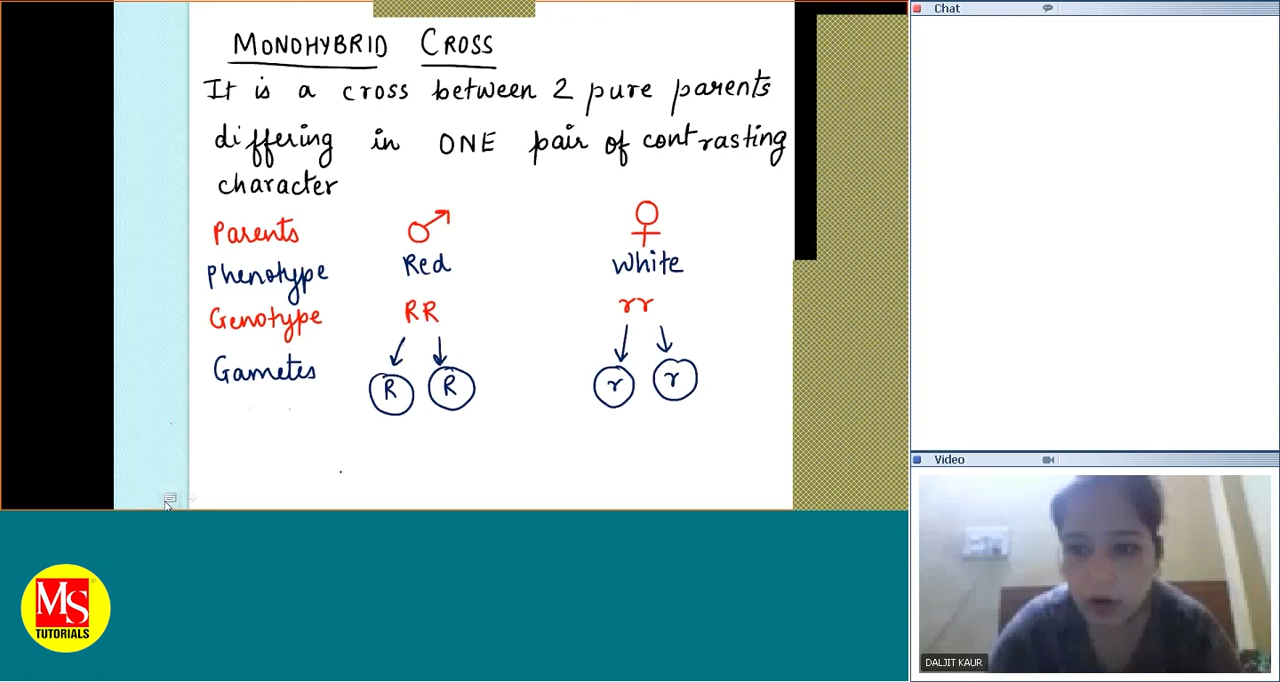 MONOHYBRID CROSS
It is a cross between 2 pure parents
differing in ONE pair of contrasting
character
Parents ♂ ♀
Phenotype Red White
Genotype RR rr
Gametes R R r r
Chat
Video
DALJIT KAUR
MS
TUTORIALS